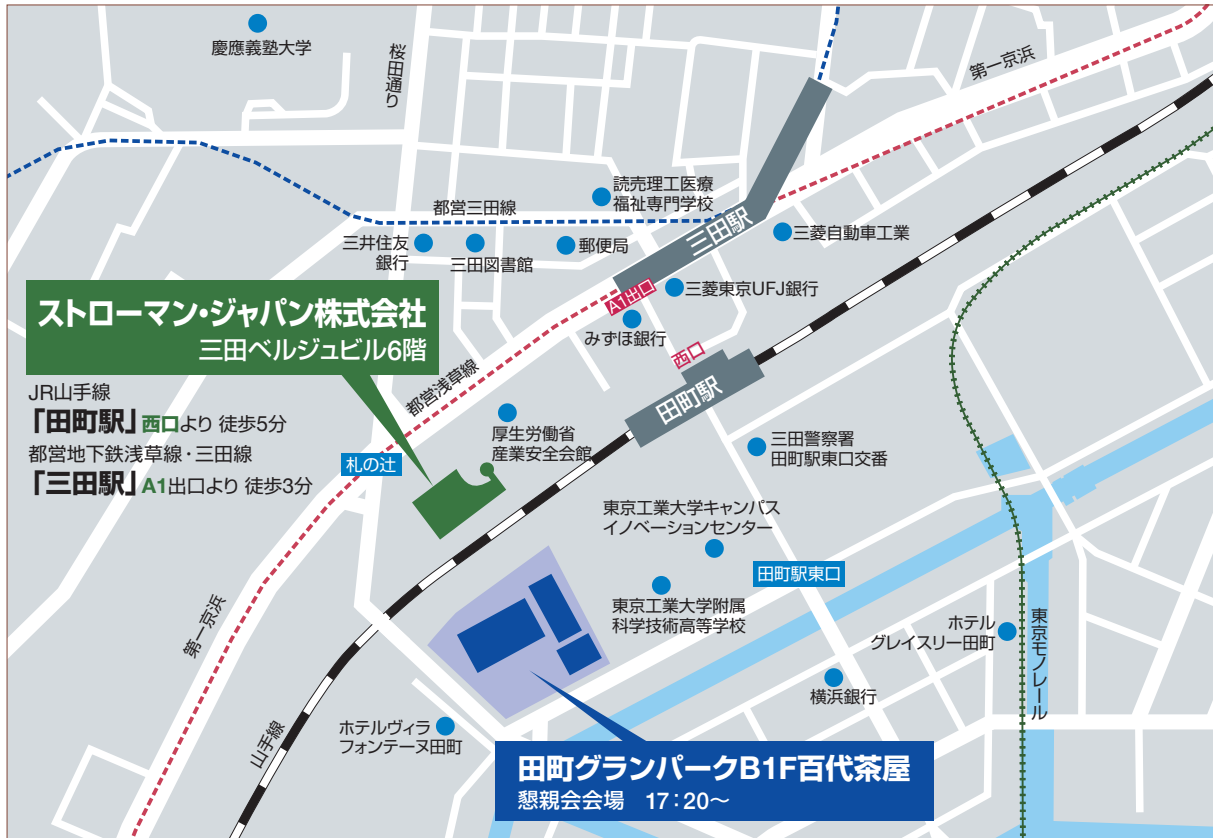 慶應義塾大学
桜田通り
第一京浜
読売理工医療
福祉専門学校
都営三田線
三田駅
三菱自動車工業
三井住友
銀行
三田図書館
郵便局
A1出口
三菱東京UFJ銀行
みずほ銀行
西口
田町駅
ストローマン・ジャパン株式会社
三田ベルジュビル6階
JR山手線
「田町駅」西口より 徒歩5分
都営地下鉄浅草線・三田線
「三田駅」A1出口より 徒歩3分
都営浅草線
札の辻
厚生労働省
産業安全会館
三田警察署
田町駅東口交番
東京工業大学キャンパス
イノベーションセンター
田町駅東口
東京工業大学附属
科学技術高等学校
ホテル
グレイスリー田町
東京モノレール
横浜銀行
第一京浜
山手線
ホテルヴィラ
フォンテーヌ田町
田町グランパークB1F百代茶屋
懇親会会場 17:20〜